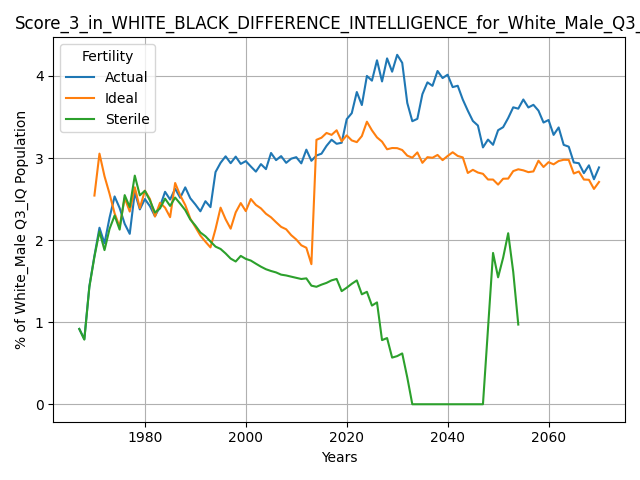 Score_3_in_WHITE_BLACK_DIFFERENCE_INTELLIGENCE_for_White_Male_Q3_
Fertility
Actual
Ideal
Sterile
% of White_Male Q3_IQ Population
4
3
2
1
0
1980 2000 2020 2040 2060
Years